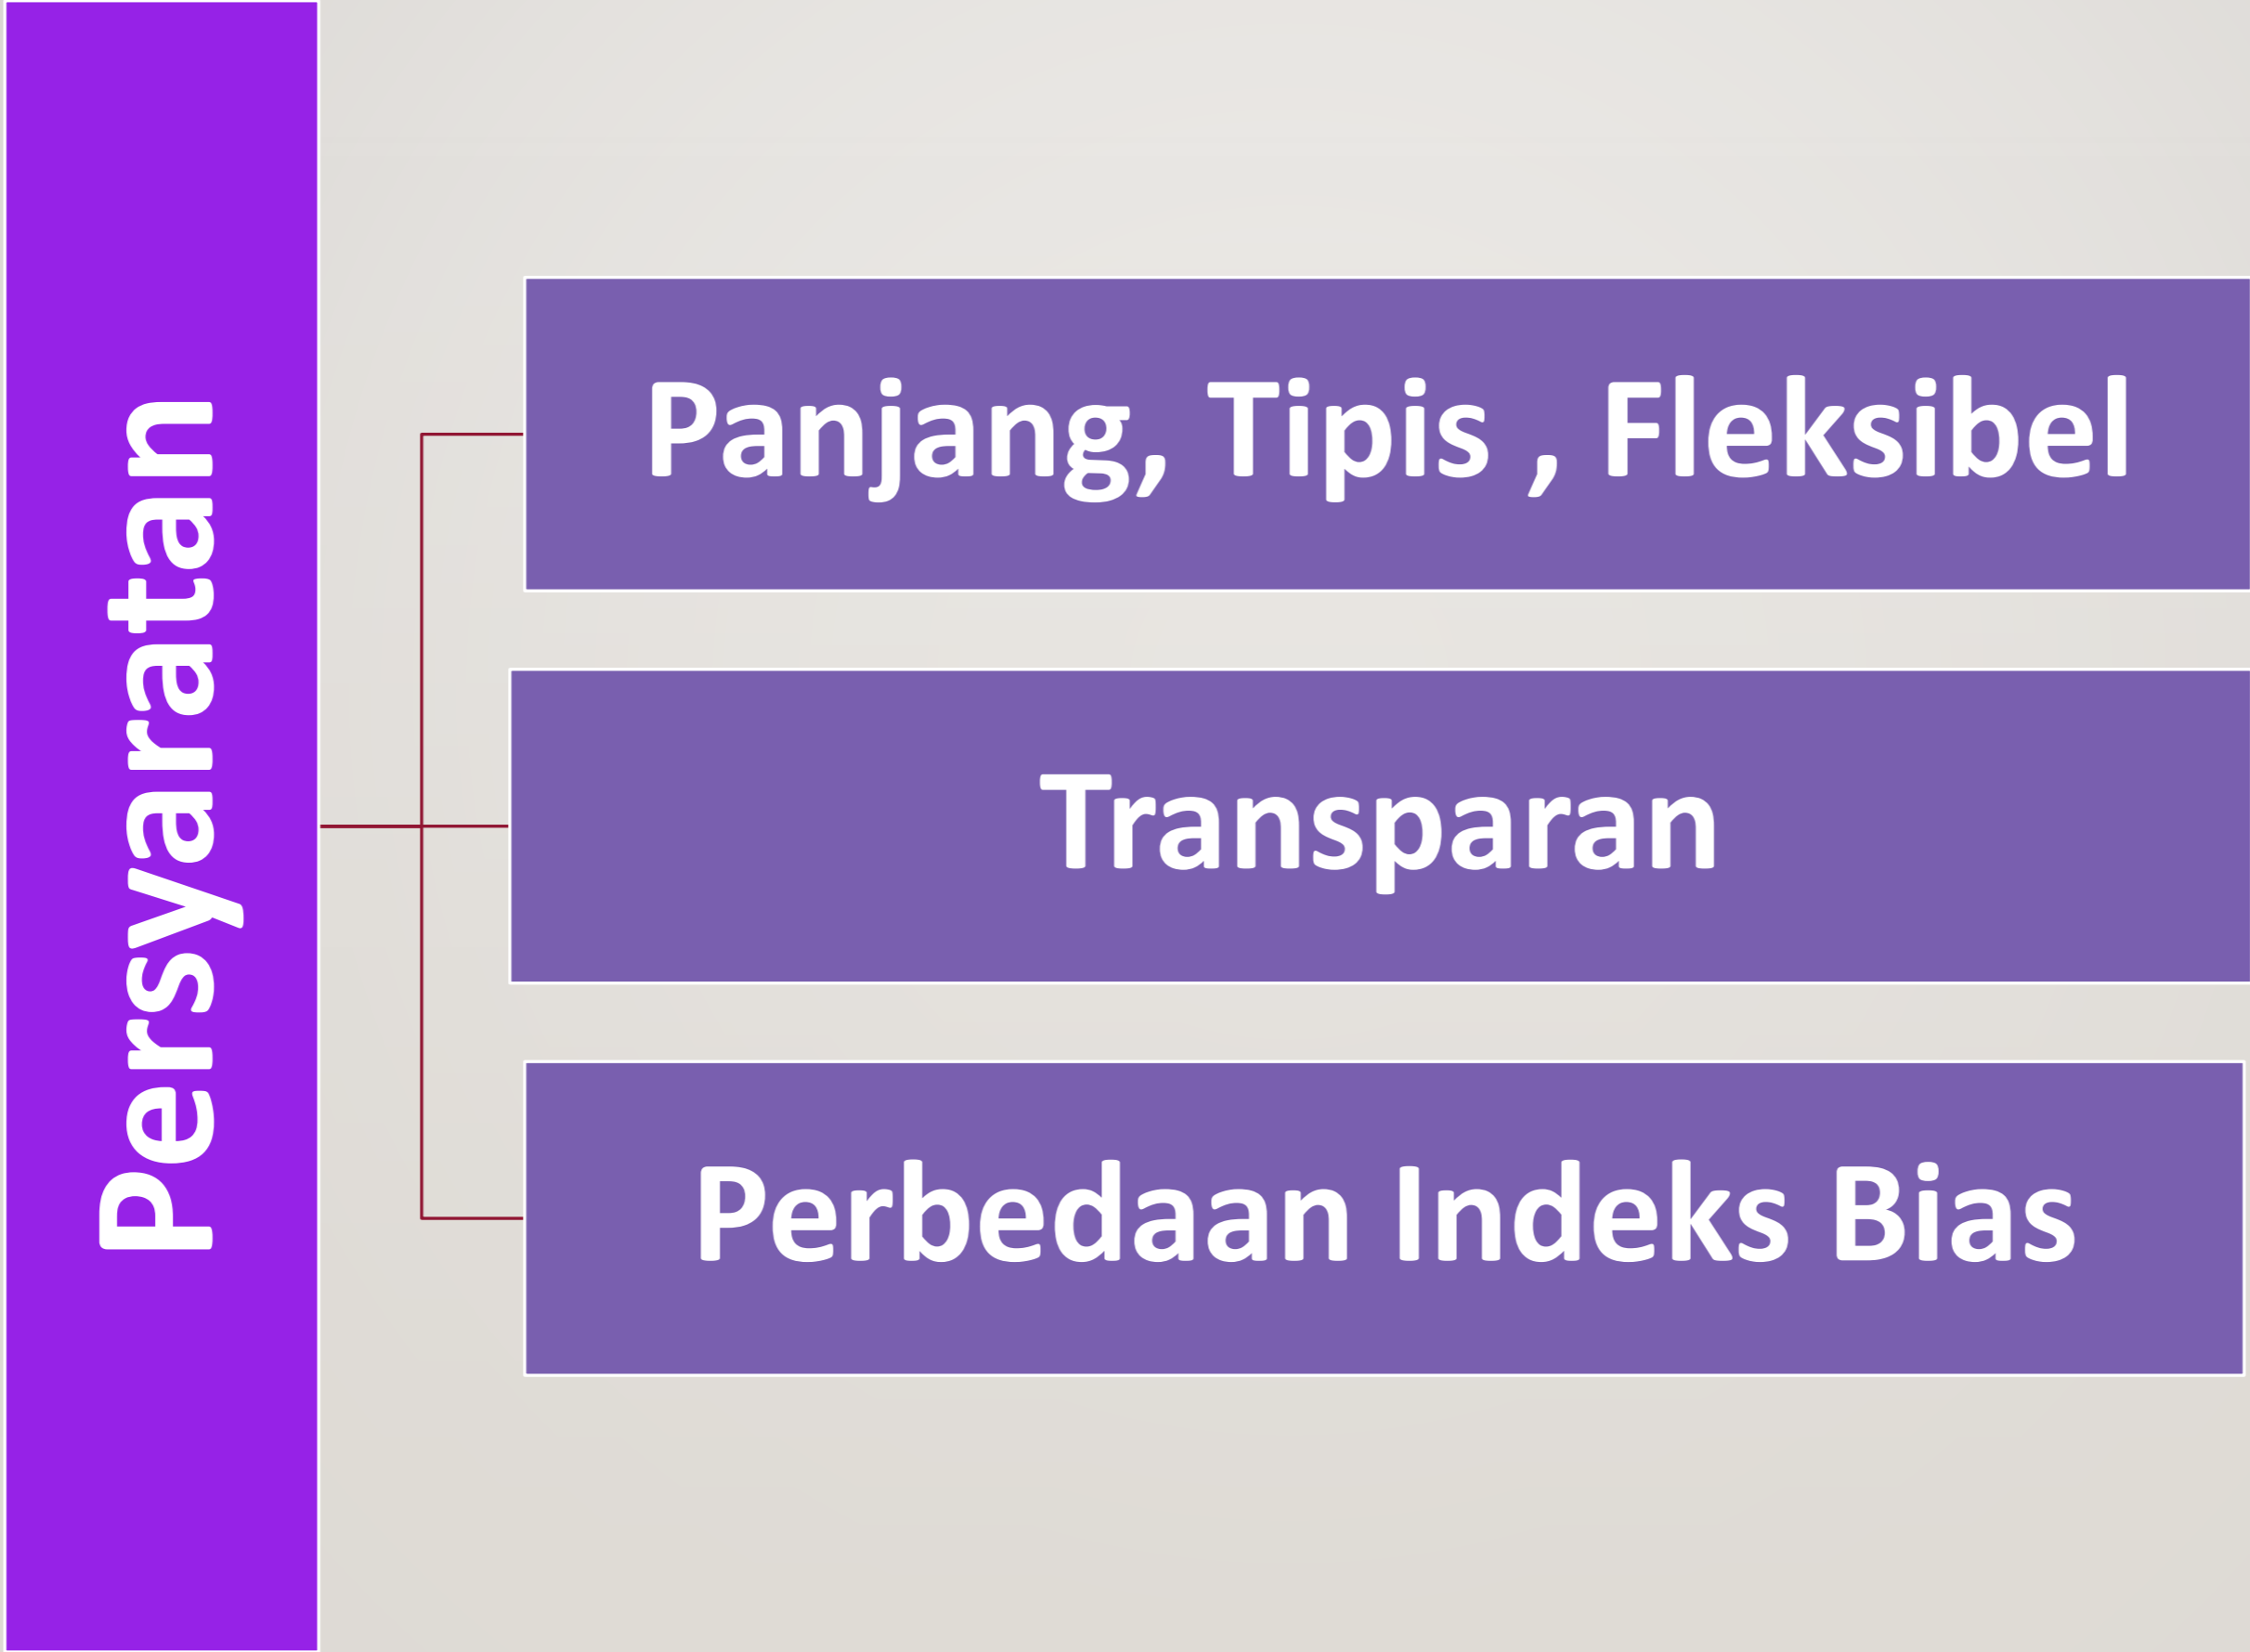 Persyaratan
Panjang, Tipis , Fleksibel
Transparan
Perbedaan Indeks Bias